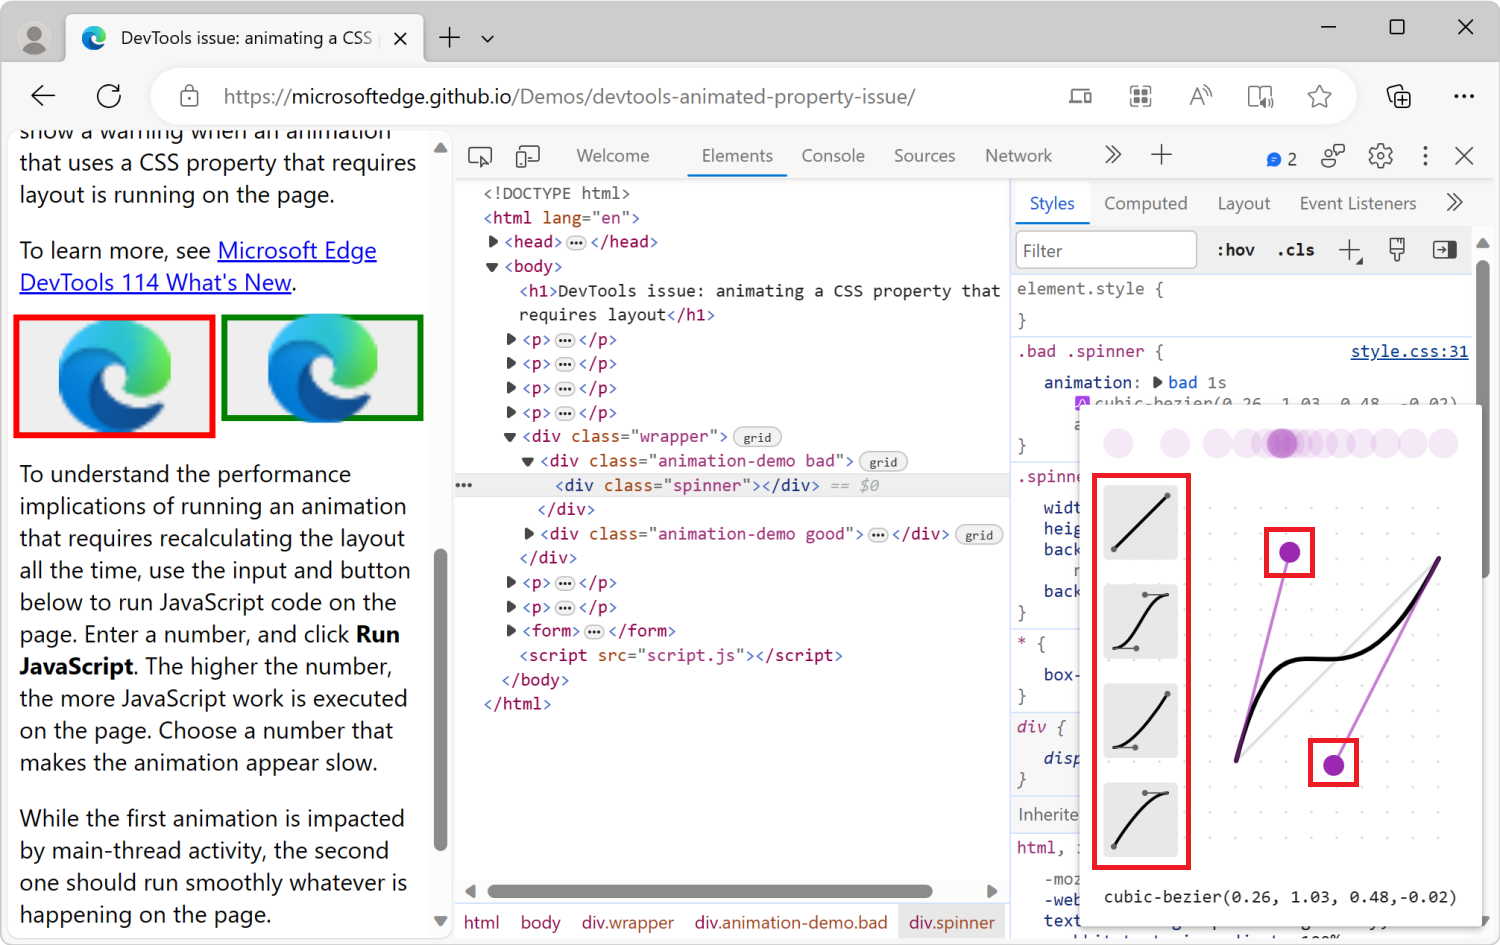 DevTools issue: animating a CSS
https://microsoftedge.github.io/Demos/devtools-animated-property-issue/
show a warning when an animation
that uses a CSS property that requires
layout is running on the page.
To learn more, see Microsoft Edge
DevTools 114 What's New.
To understand the performance
implications of running an animation
that requires recalculating the layout
all the time, use the input and button
below to run JavaScript code on the
page. Enter a number, and click Run
JavaScript. The higher the number,
the more JavaScript work is executed
on the page. Choose a number that
makes the animation appear slow.
While the first animation is impacted
by main-thread activity, the second
one should run smoothly whatever is
happening on the page.
Welcome Elements Console Sources Network 2
<!DOCTYPE html>
<html lang="en">
▶<head>…</head>
▼<body>
<h1>DevTools issue: animating a CSS property that
requires layout</h1>
▶<p>…</p>
▶<p>…</p>
▶<p>…</p>
▶<p>…</p>
▼<div class="wrapper"> grid
▼<div class="animation-demo bad"> grid
<div class="spinner"></div> == $0
</div>
▶<div class="animation-demo good">…</div> grid
</div>
▶<p>…</p>
▶<p>…</p>
▶<form>…</form>
<script src="script.js"></script>
</body>
</html>
html body div.wrapper div.animation-demo.bad div.spinner
Styles Computed Layout Event Listeners
Filter :hov .cls
element.style {
}
.bad .spinner { style.css:31
animation: ▶ bad 1s
cubic-bezier(0.26, 1.03, 0.48, -0.02)
}
}
* {
box-
}
div {
}
html,
-moz
text
cubic-bezier(0.26, 1.03, 0.48,-0.02)